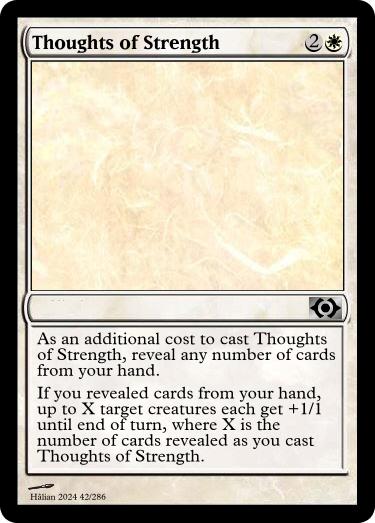 Thoughts of Strength 2
As an additional cost to cast Thoughts
of Strength, reveal any number of cards
from your hand.
If you revealed cards from your hand,
up to X target creatures each get +1/1
until end of turn, where X is the
number of cards revealed as you cast
Thoughts of Strength.
Hâlian 2024 42/286